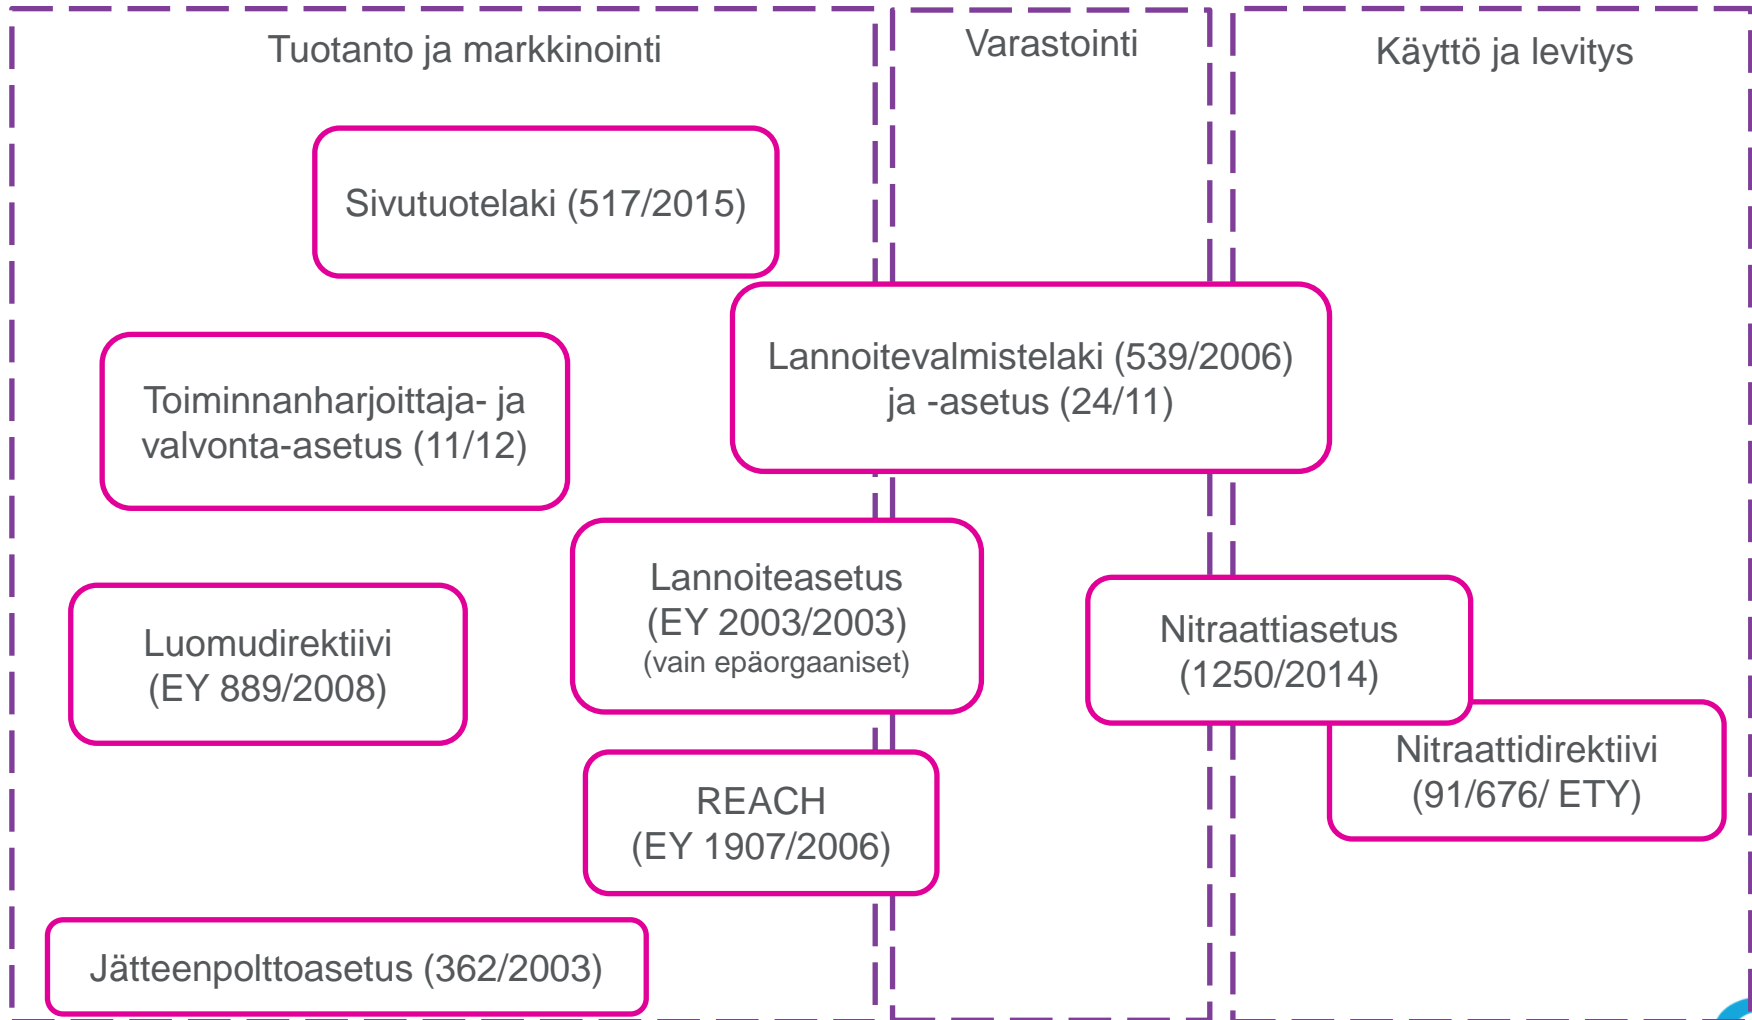 Tuotanto ja markkinointi
Varastointi
Käyttö ja levitys
Sivutuotelaki (517/2015)
Lannoitevalmistelaki (539/2006)
ja -asetus (24/11)
Toiminnanharjoittaja- ja
valvonta-asetus (11/12)
Lannoiteasetus
(EY 2003/2003)
(vain epäorgaaniset)
Luomudirektiivi
(EY 889/2008)
Nitraattiasetus
(1250/2014)
Nitraattidirektiivi
(91/676/ ETY)
REACH
(EY 1907/2006)
Jätteenpolttoasetus (362/2003)